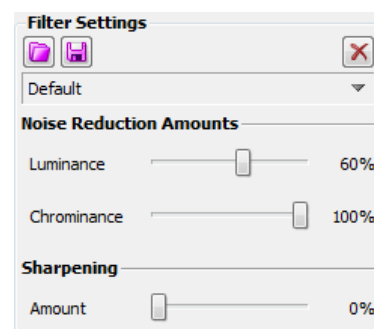 Filter Settings
Default
Noise Reduction Amounts
Luminance 60%
Chrominance 100%
Sharpening
Amount 0%